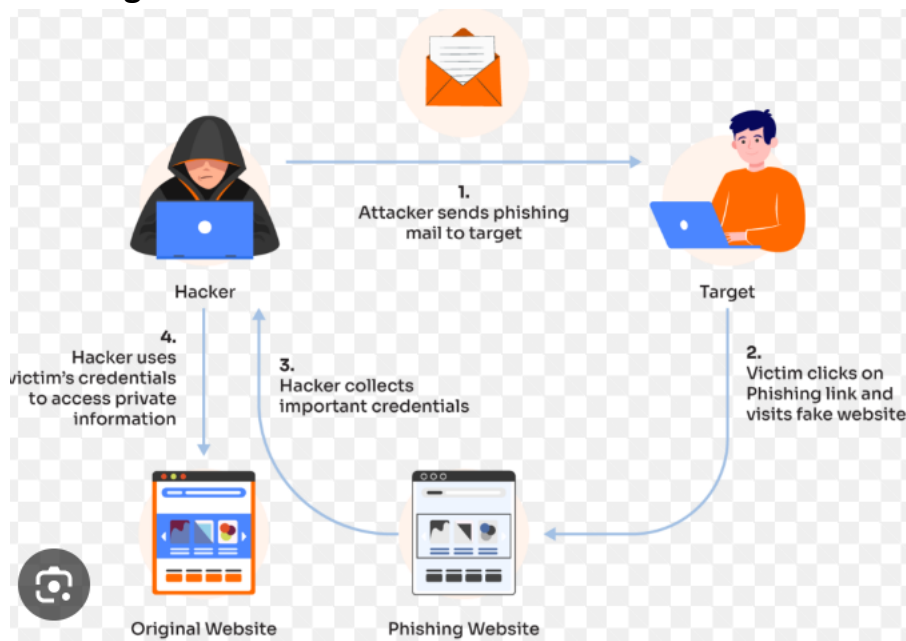 1.
Attacker sends phishing
mail to target
Hacker
Target
4.
Hacker uses
victim's credentials
to access private
information
3.
Hacker collects
important credentials
2.
Victim clicks on
Phishing link and
visits fake website
Original Website
Phishing Website